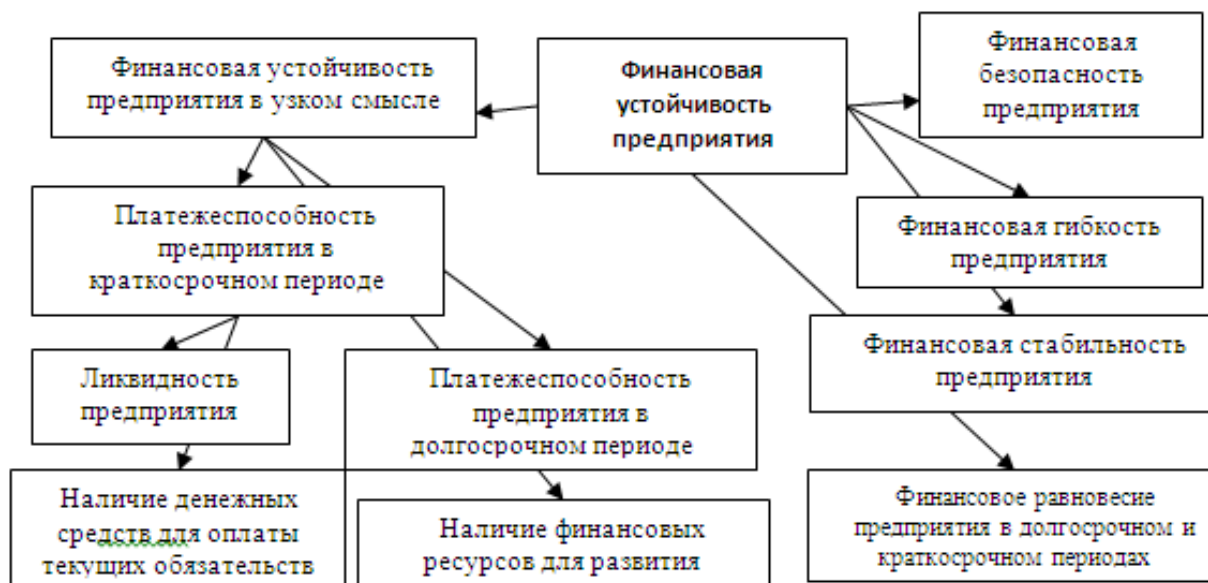 Финансовая устойчивость
предприятия в узком смысле
Финансовая
устойчивость
предприятия
Финансовая
безопасность
предприятия
Платежеспособность
предприятия в
краткосрочном периоде
Финансовая гибкость
предприятия
Ликвидность
предприятия
Платежеспособность
предприятия в
долгосрочном периоде
Финансовая стабильность
предприятия
Наличие денежных
средств для оплаты
текущих обязательств
Наличие финансовых
ресурсов для развития
Финансовое равновесие
предприятия в долгосрочном и
краткосрочном периодах